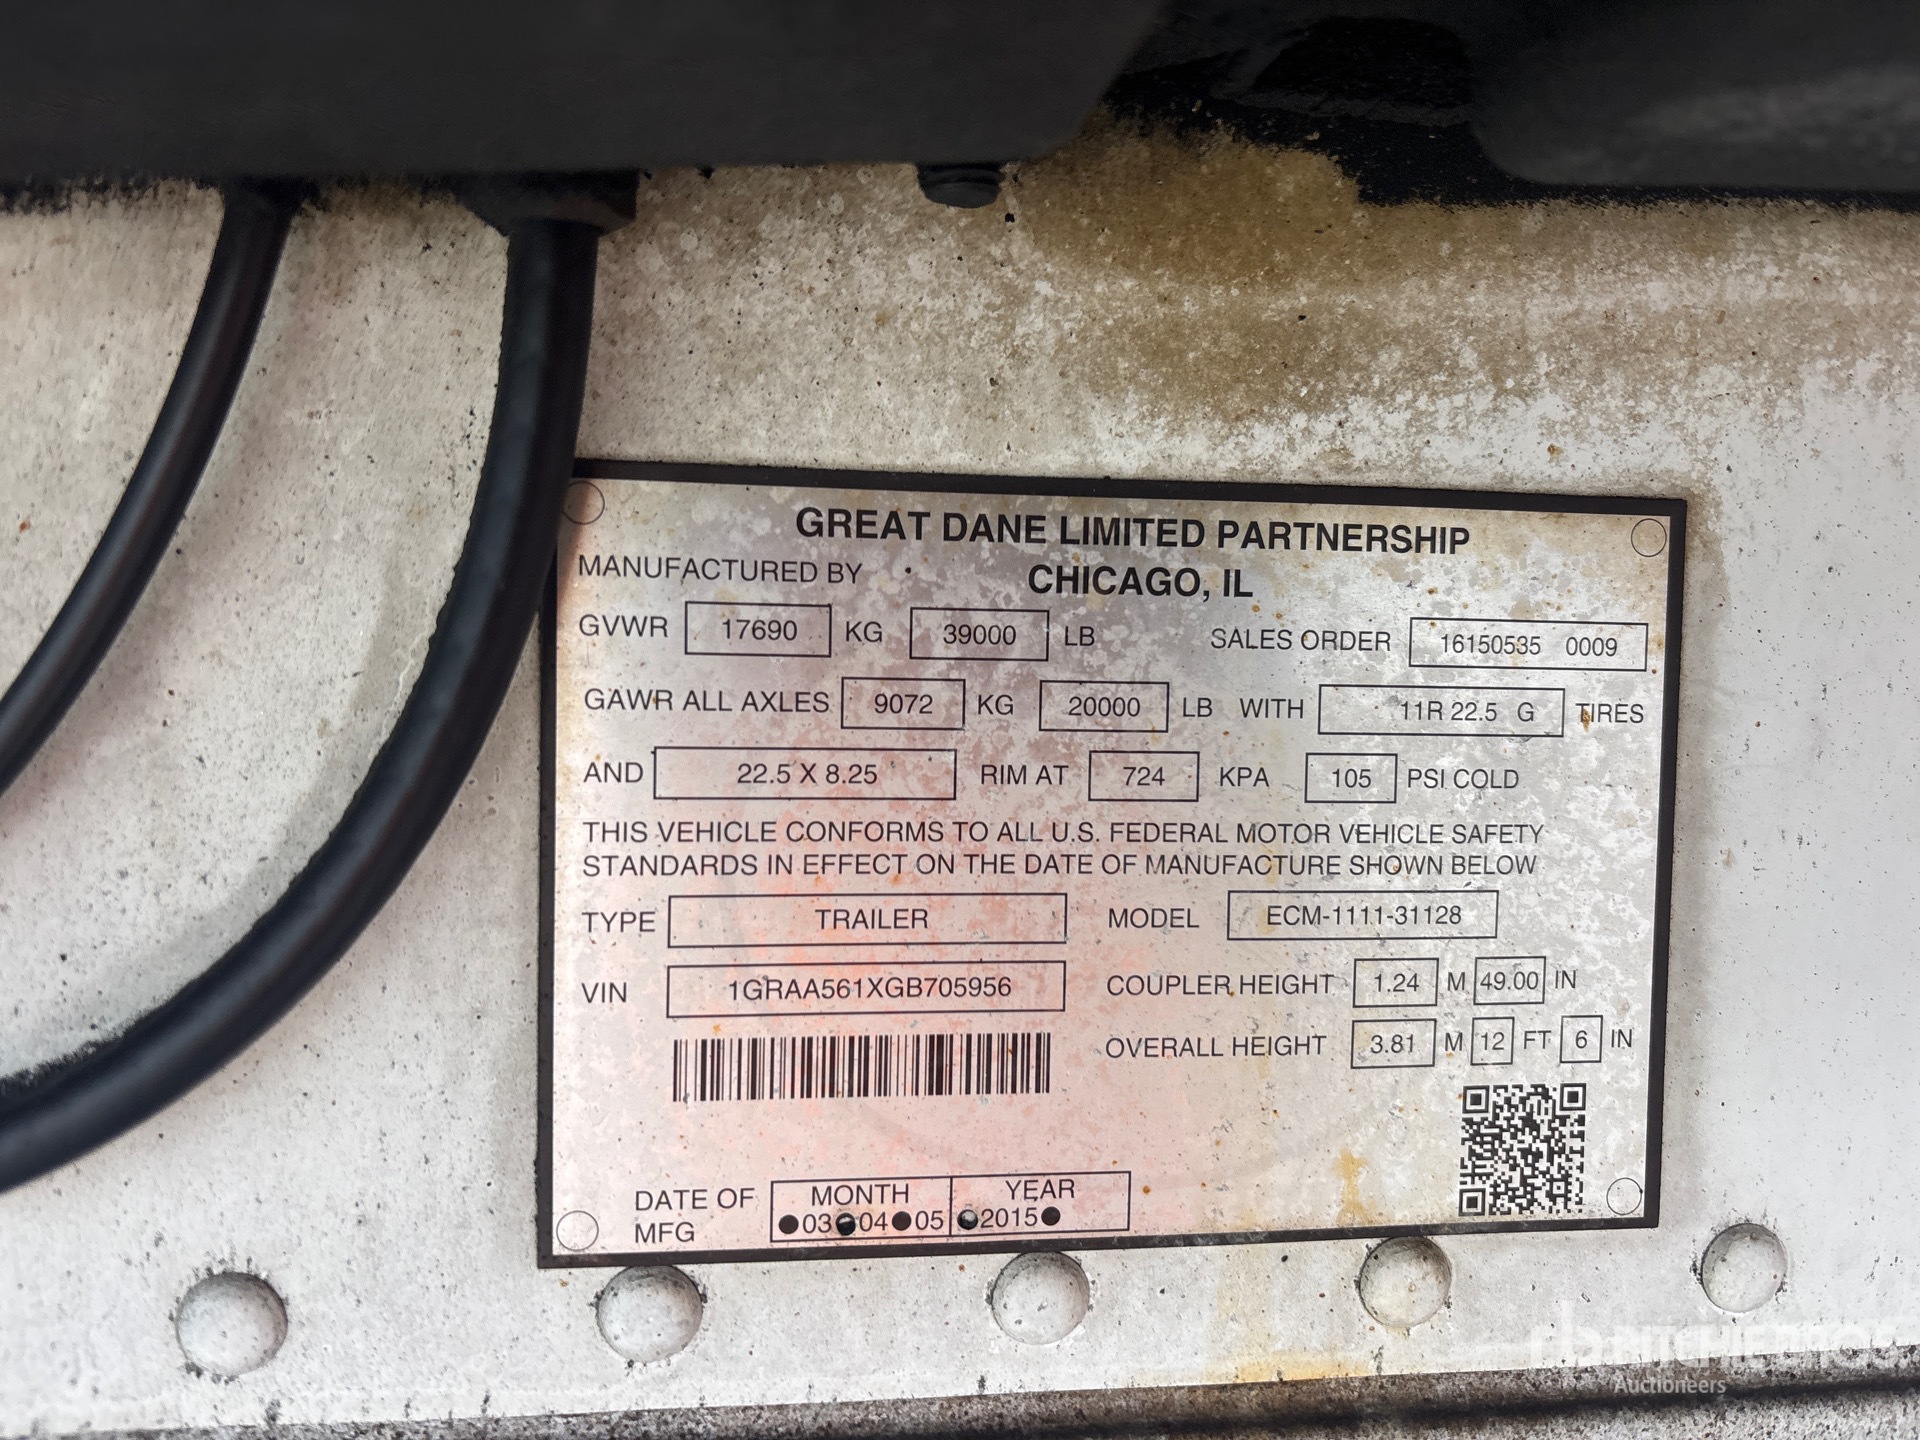 GREAT DANE LIMITED PARTNERSHIP
MANUFACTURED BY CHICAGO, IL
GVWR 17690 KG 39000 LB SALES ORDER 16150535 0009
GAWR ALL AXLES 9072 KG 20000 LB WITH 11R 22.5 G TIRES
AND 22.5 X 8.25 RIM AT 724 KPA 105 PSI COLD
THIS VEHICLE CONFORMS TO ALL U.S. FEDERAL MOTOR VEHICLE SAFETY
STANDARDS IN EFFECT ON THE DATE OF MANUFACTURE SHOWN BELOW
TYPE TRAILER MODEL ECM-1111-31128
VIN 1GRAA561XGB705956 COUPLER HEIGHT 1.24 M 49.00 IN
OVERALL HEIGHT 3.81 M 12 FT 6 IN
DATE OF MFG MONTH YEAR
03 04 05 2015
rb RITCHIE BROS.
Auctioneers